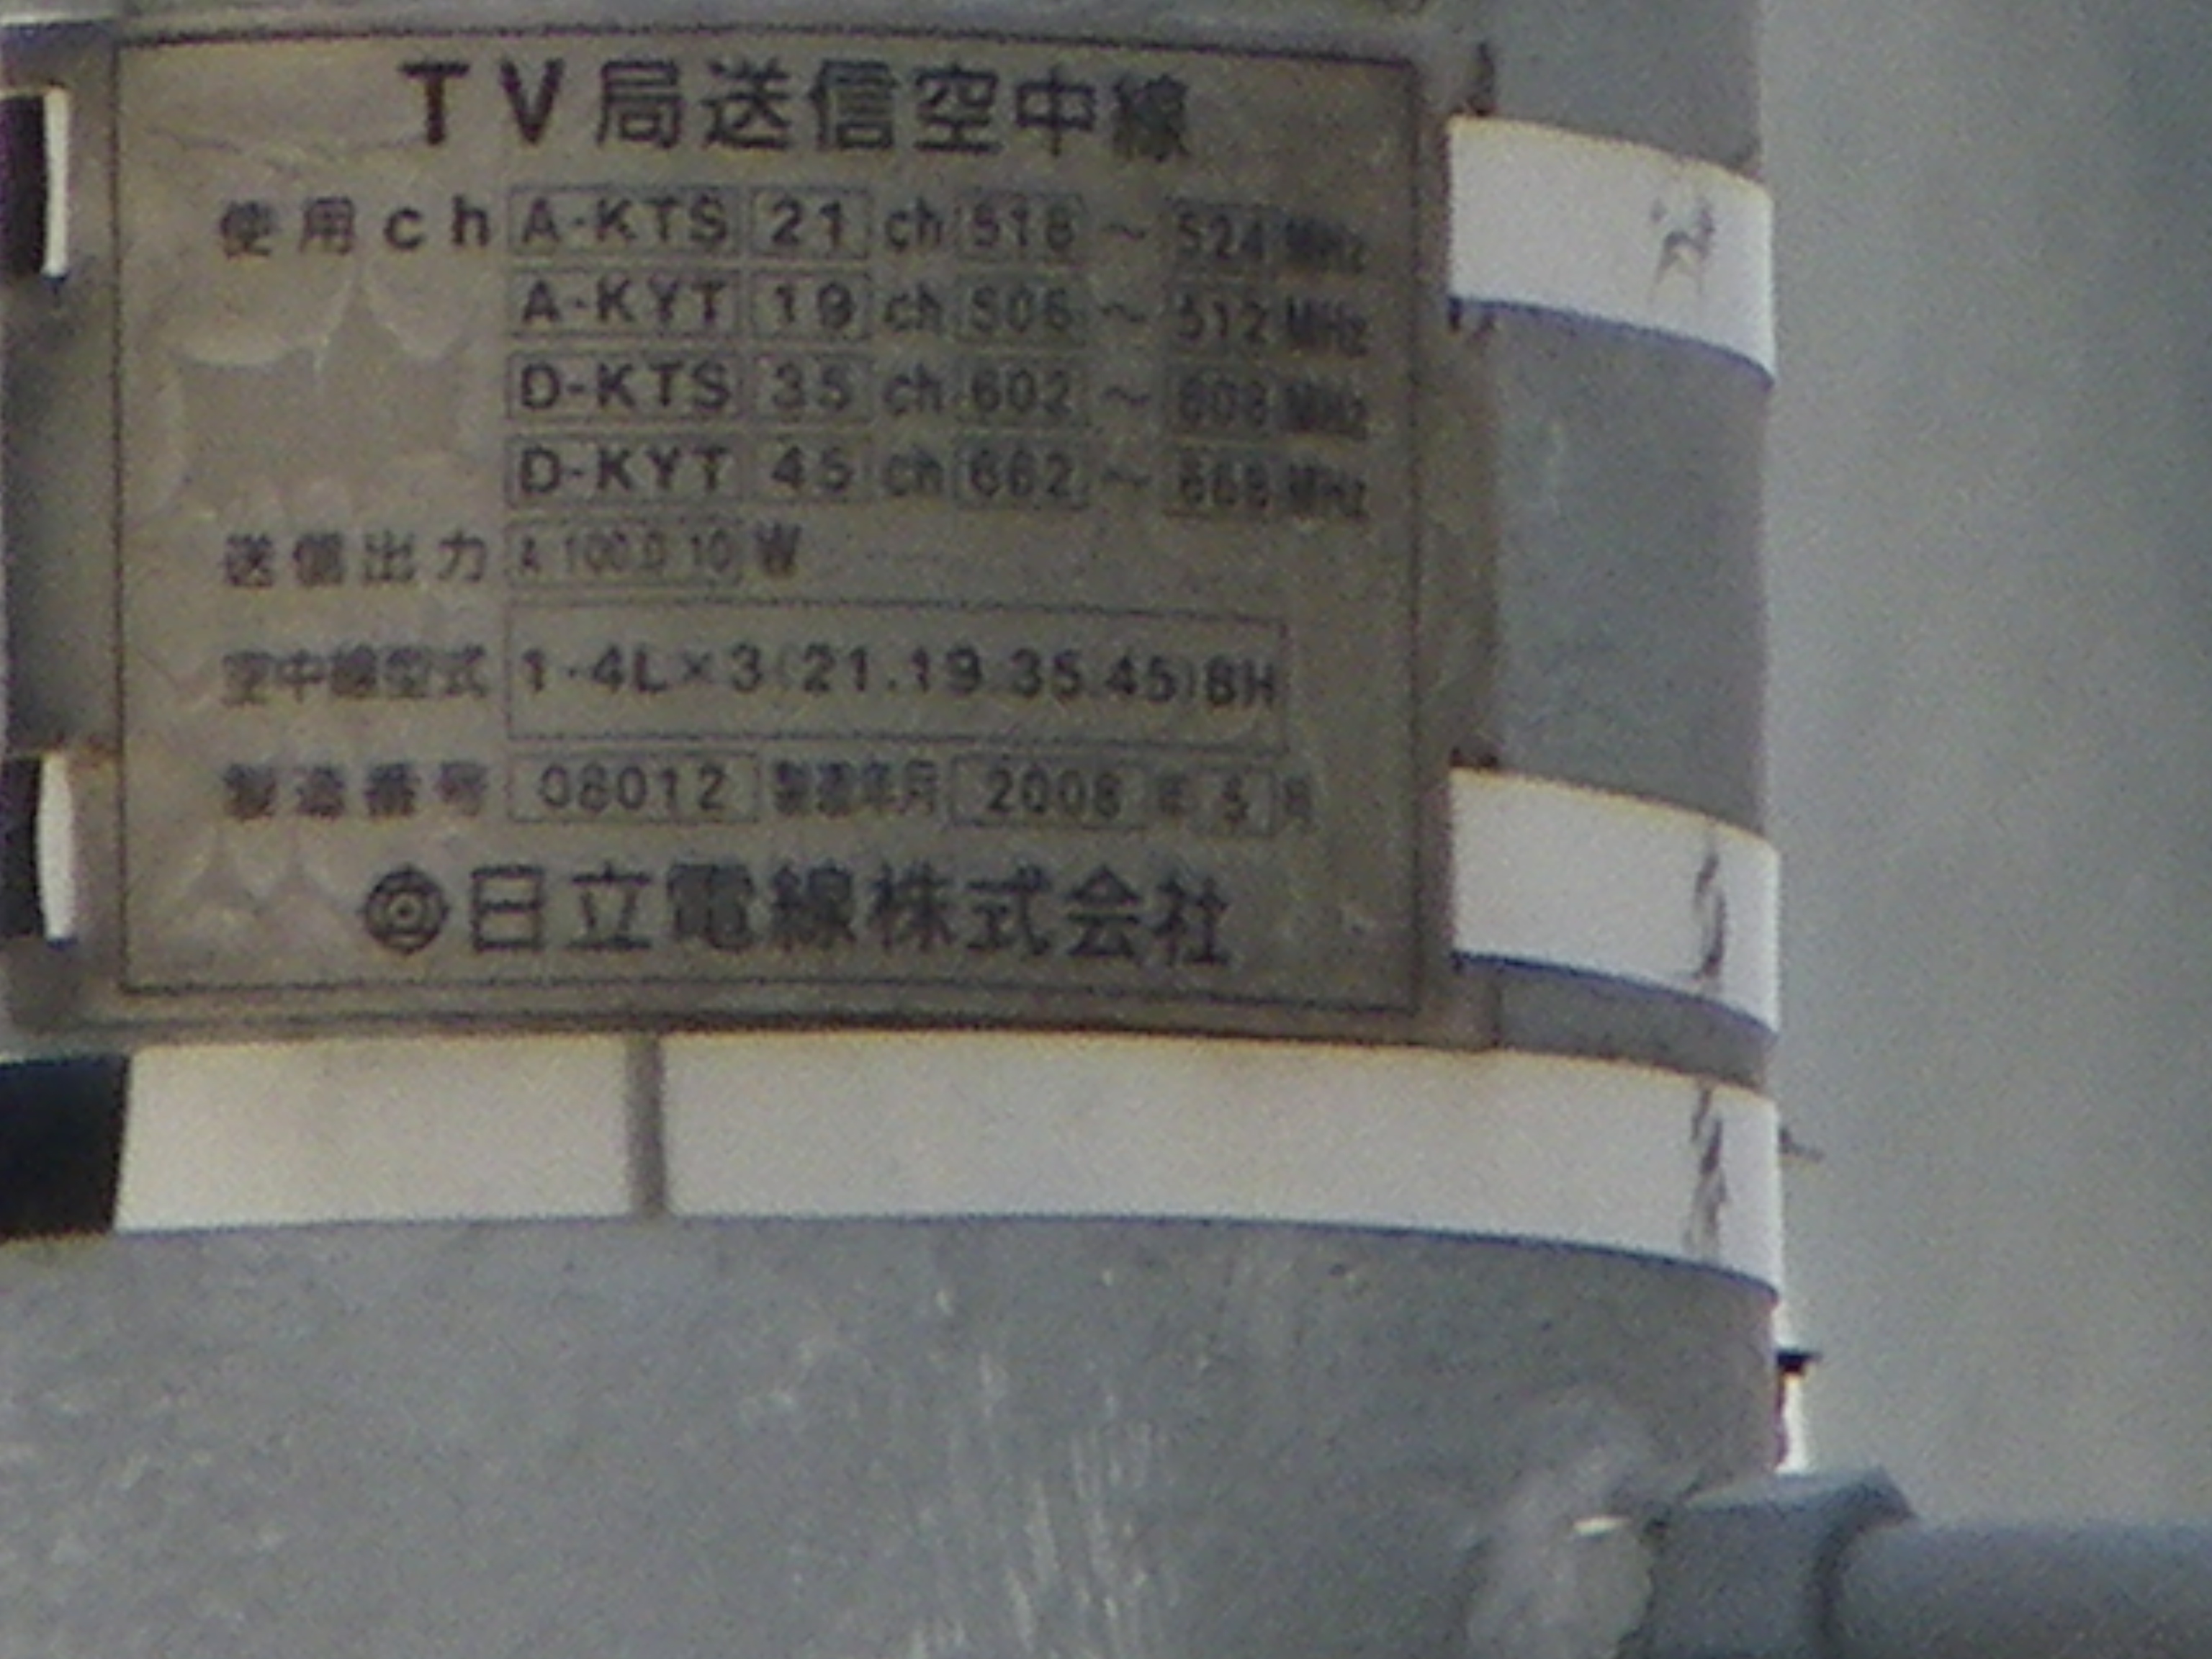 TV局送信空中線
使用ch A-KTS 21 ch 518 ～ 524 MHz
A-KYT 19 ch 506 ～ 512 MHz
D-KTS 35 ch 602 ～ 608 MHz
D-KYT 45 ch 662 ～ 668 MHz
送信出力 A 100.D 10 W
空中線型式 1-4L×3(21.19.35.45)BH
製造番号 08012 製造年月 2008 年 5 月
日立電線株式会社